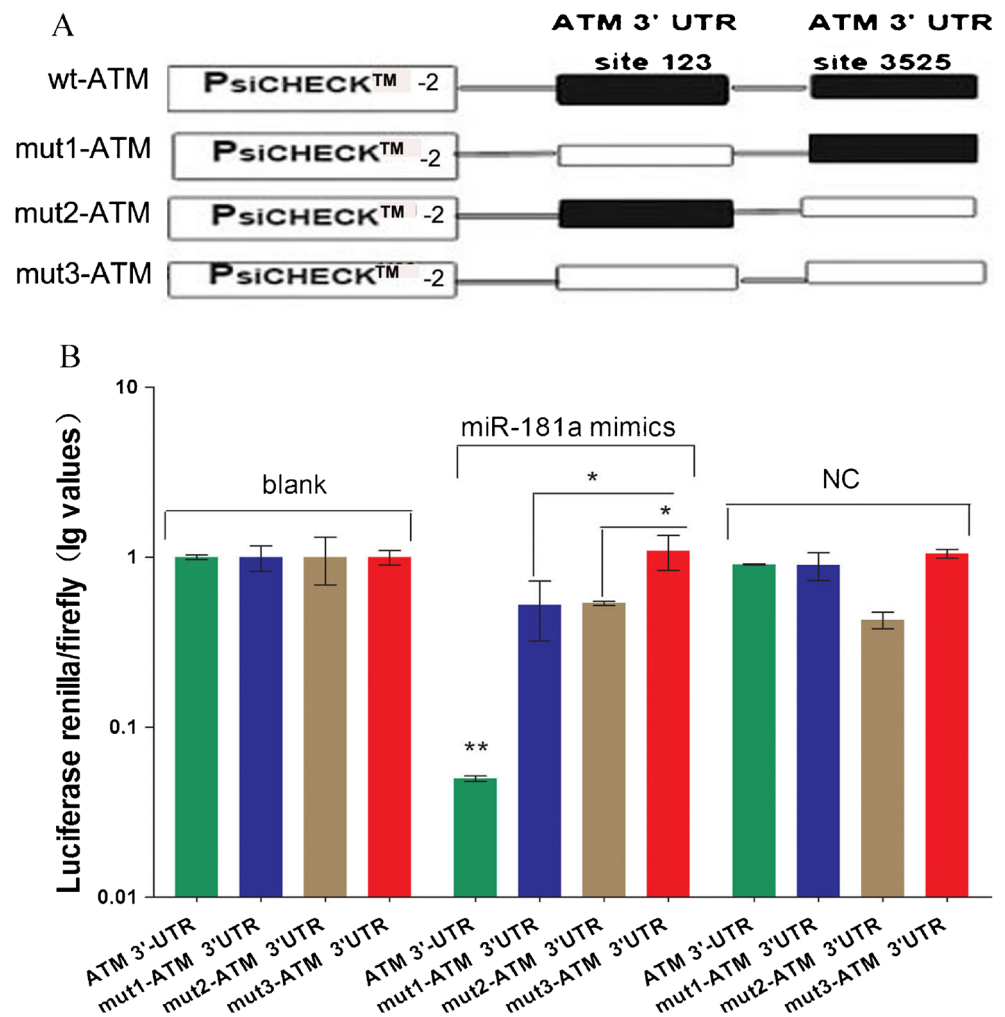 A
ATM 3' UTR ATM 3' UTR
site 123 site 3525
wt-ATM PsiCHECK™ -2
mut1-ATM PsiCHECK™ -2
mut2-ATM PsiCHECK™ -2
mut3-ATM PsiCHECK™ -2
B
Luciferase renilla/firefly (lg values)
10
1
0.1
0.01
blank
miR-181a mimics
NC
*
*
**
ATM 3'-UTR
mut1-ATM 3'UTR
mut2-ATM 3'UTR
mut3-ATM 3'UTR
ATM 3'-UTR
mut1-ATM 3'UTR
mut2-ATM 3'UTR
mut3-ATM 3'UTR
ATM 3'-UTR
mut1-ATM 3'UTR
mut2-ATM 3'UTR
mut3-ATM 3'UTR